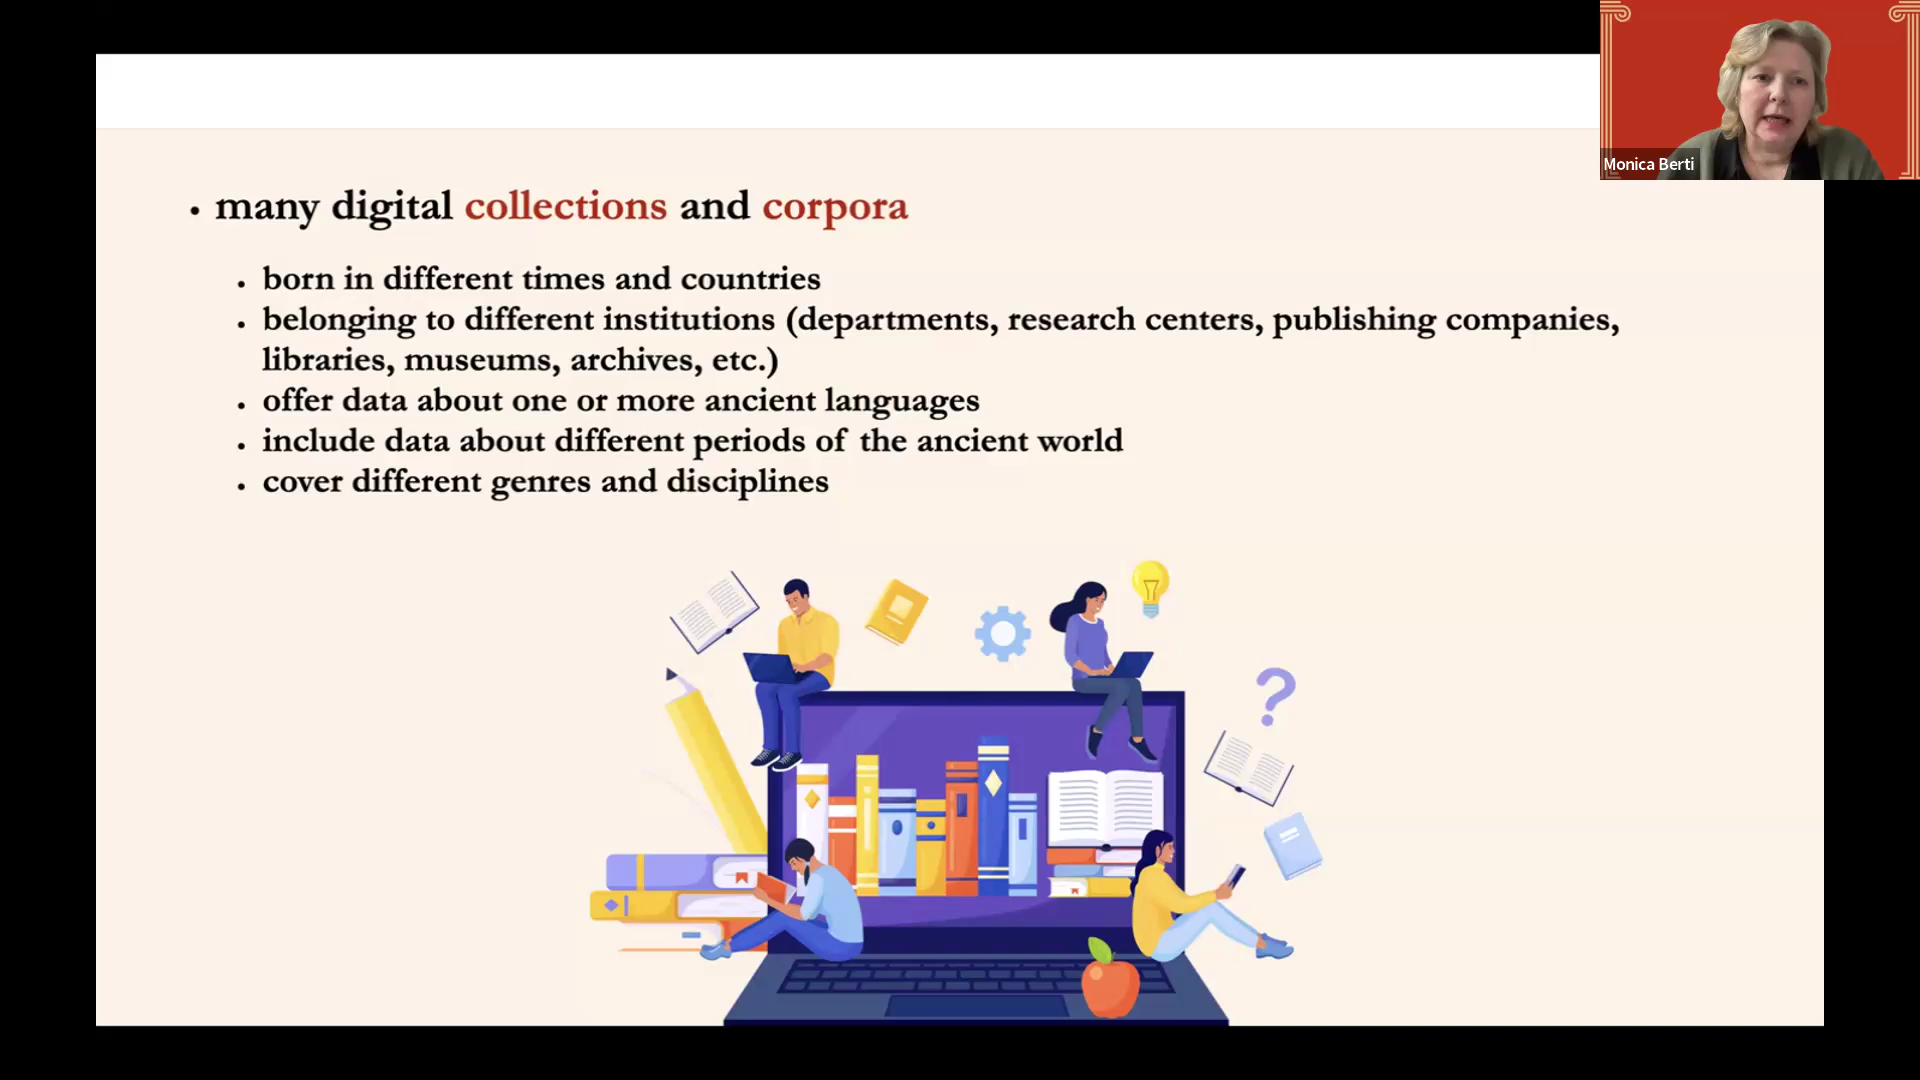 Monica Berti
• many digital collections and corpora
• born in different times and countries
• belonging to different institutions (departments, research centers, publishing companies,
libraries, museums, archives, etc.)
• offer data about one or more ancient languages
• include data about different periods of the ancient world
• cover different genres and disciplines